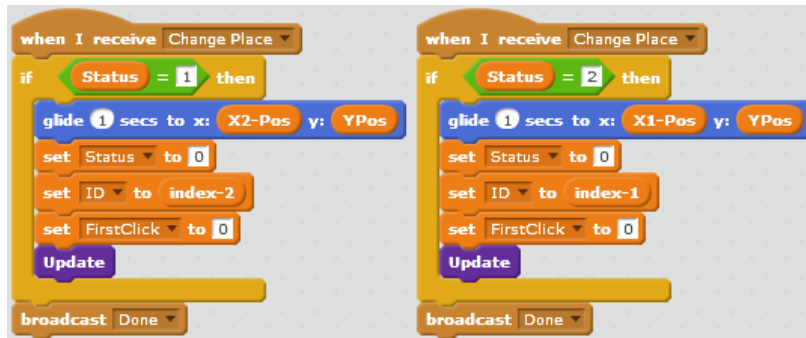 when I receive Change Place
if Status = 1 then
glide 1 secs to x: X2-Pos y: YPos
set Status to 0
set ID to index-2
set FirstClick to 0
Update
broadcast Done
when I receive Change Place
if Status = 2 then
glide 1 secs to x: X1-Pos y: YPos
set Status to 0
set ID to index-1
set FirstClick to 0
Update
broadcast Done